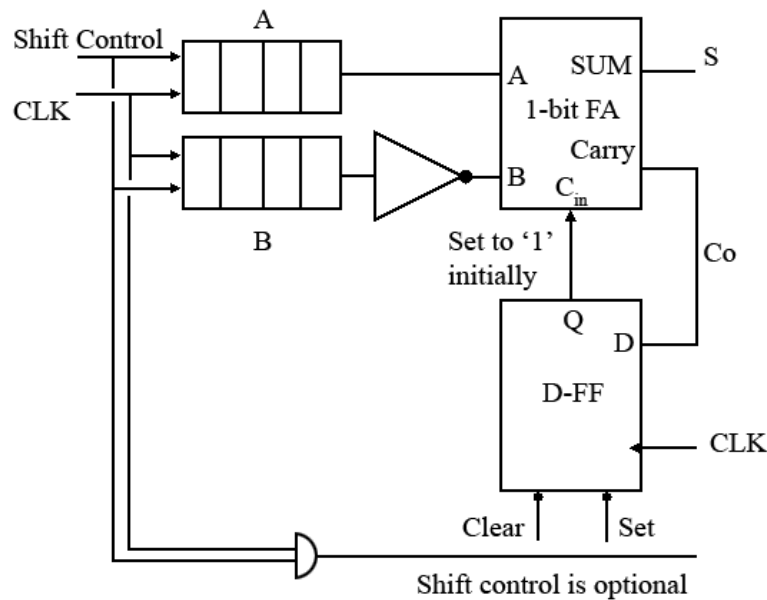 Shift Control
A
CLK
B
A
SUM
S
1-bit FA
Carry
B
C_in
Set to ‘1’
initially
Co
Q
D
D-FF
CLK
Clear
Set
Shift control is optional